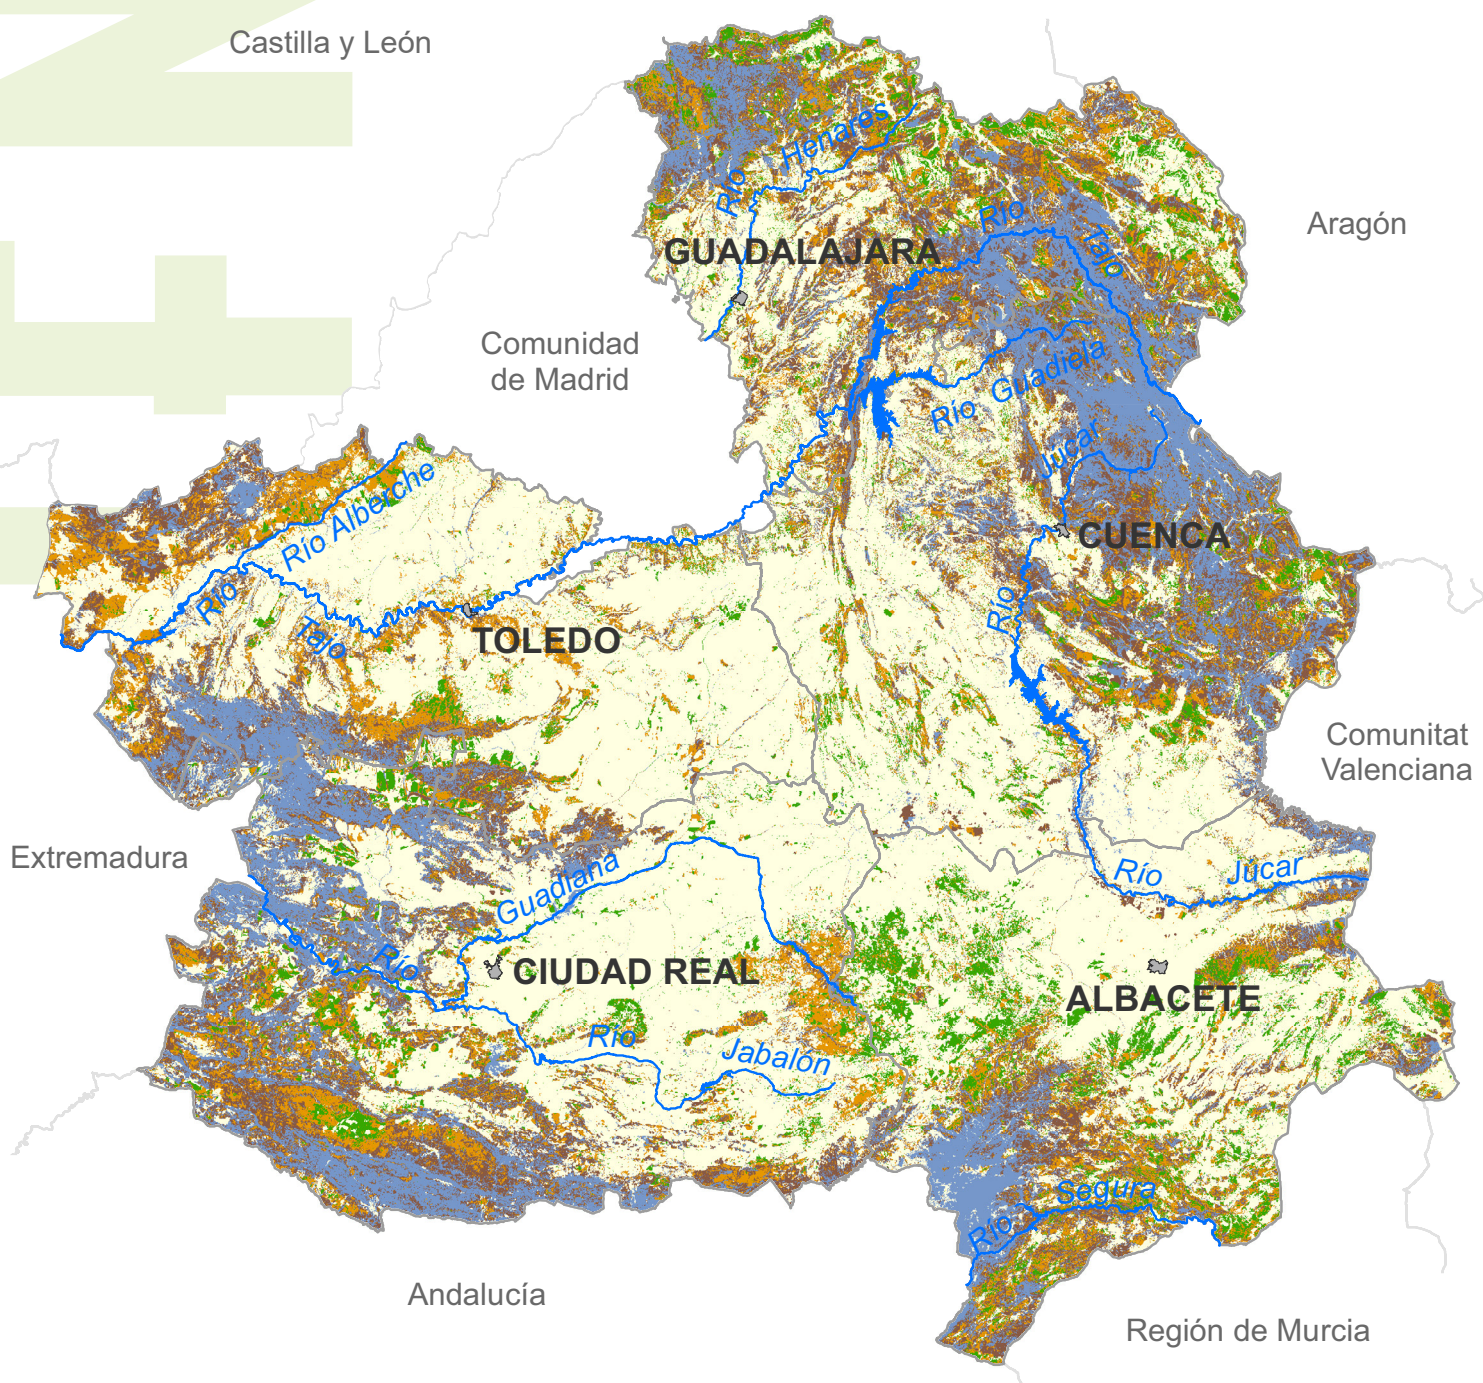 Castilla y León
Río
Henares
Aragón
GUADALAJARA
Río
Tajo
Comunidad
de Madrid
Río Guadiela
Júcar
Río Alberche
CUENCA
Río
Tajo
TOLEDO
Río
Comunitat
Valenciana
Extremadura
Guadiana
Río
Júcar
Río
CIUDAD REAL
ALBACETE
Río
Jabalón
Río
Segura
Andalucía
Región de Murcia